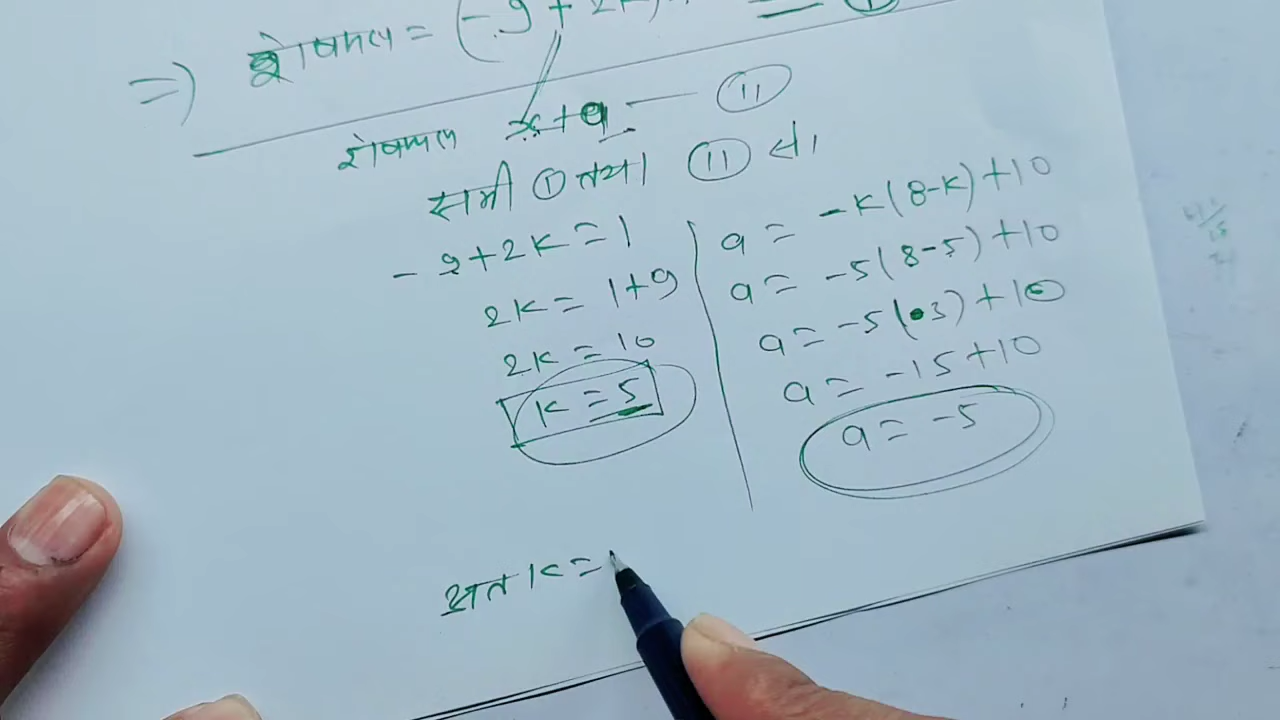 => शेषफल = (-9 + 2K)
शेषफल x+a — (ii)
समी (i) तथा (ii) से,
-9+2K=1
2K= 1+9
2K = 10
K = 5
a = -K(8-K)+10
a = -5(8-5)+10
a = -5(3)+10
a = -15+10
a = -5
अत K=